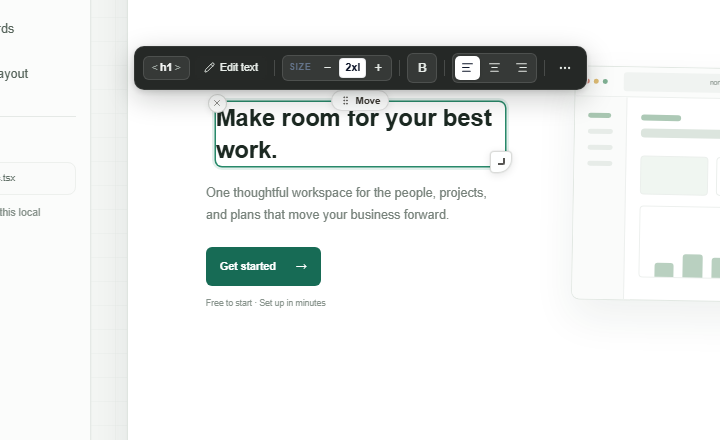 rds
ayout
.tsx
this local
<h1>
Edit text
SIZE − 2xl +
B
Move
Make room for your best
work.
One thoughtful workspace for the people, projects,
and plans that move your business forward.
Get started →
Free to start · Set up in minutes